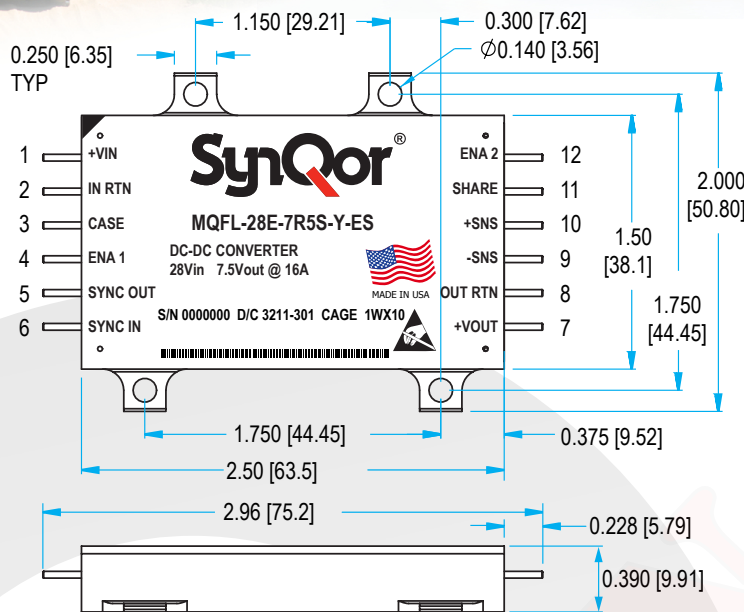 1.150 [29.21]
0.300 [7.62]
0.250 [6.35]
TYP
Ø0.140 [3.56]
SynQor®
1 +VIN
2 IN RTN
3 CASE
4 ENA 1
5 SYNC OUT
6 SYNC IN
MQFL-28E-7R5S-Y-ES
DC-DC CONVERTER
28Vin 7.5Vout @ 16A
MADE IN USA
S/N 0000000 D/C 3211-301 CAGE 1WX10
ENA 2 12
SHARE 11
+SNS 10
-SNS 9
OUT RTN 8
+VOUT 7
2.000
[50.80]
1.50
[38.1]
1.750
[44.45]
1.750 [44.45]
0.375 [9.52]
2.50 [63.5]
2.96 [75.2]
0.228 [5.79]
0.390 [9.91]